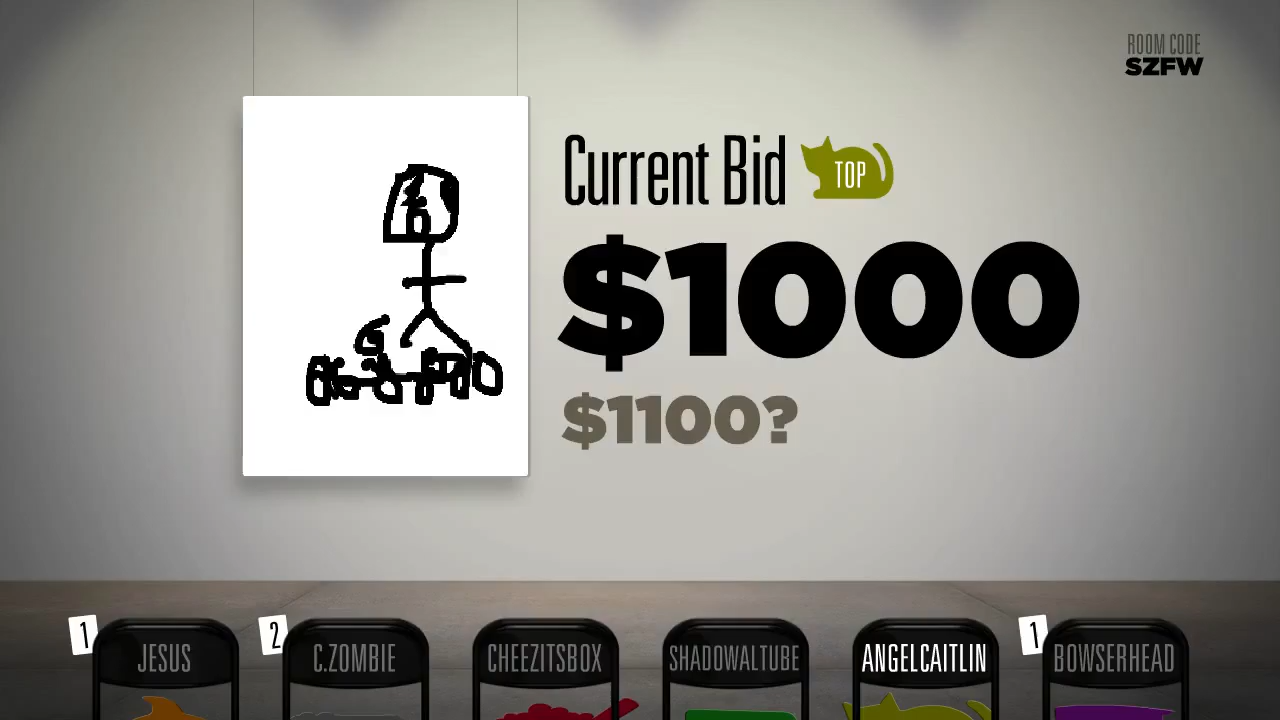 ROOM CODE
SZFW
Current Bid
TOP
$1000
$1100?
1
JESUS
2
C.ZOMBIE
CHEEZITSBOX
SHADOWALTUBE
ANGELCAITLIN
1
BOWSERHEAD